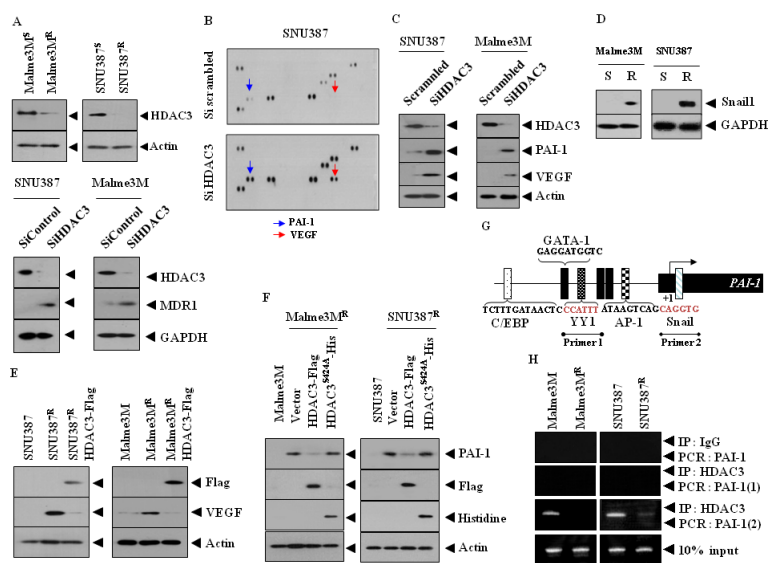 A
Malme3M^S
Malme3M^R
SNU387^S
SNU387^R
HDAC3
Actin
SNU387
Malme3M
SiControl
SiHDAC3
SiControl
SiHDAC3
HDAC3
MDR1
GAPDH
B
SNU387
Si scrambled
Si HDAC3
PAI-1
VEGF
C
SNU387
Malme3M
Scrambled
SiHDAC3
Scrambled
SiHDAC3
HDAC3
PAI-1
VEGF
Actin
D
Malme3M
SNU387
S R S R
Snail1
GAPDH
E
SNU387
SNU387^R
SNU387^R
HDAC3-Flag
Malme3M
Malme3M^R
Malme3M^R
HDAC3-Flag
Flag
VEGF
Actin
F
Malme3M^R
SNU387^R
Malme3M
Vector
HDAC3-Flag
HDAC3^S424A-His
SNU387
Vector
HDAC3-Flag
HDAC3^S424A-His
PAI-1
Flag
Histidine
Actin
G
GATA-1
GAGGATGGTC
+1
PAI-1
TCTTTGATAACTCCCATTTATAAGTCAGCAGGTG
C/EBP YY1 AP-1 Snail
Primer 1 Primer 2
H
Malme3M
Malme3M^R
SNU387
SNU387^R
IP : IgG
PCR : PAI-1
IP : HDAC3
PCR : PAI-1(1)
IP : HDAC3
PCR : PAI-1(2)
10% input